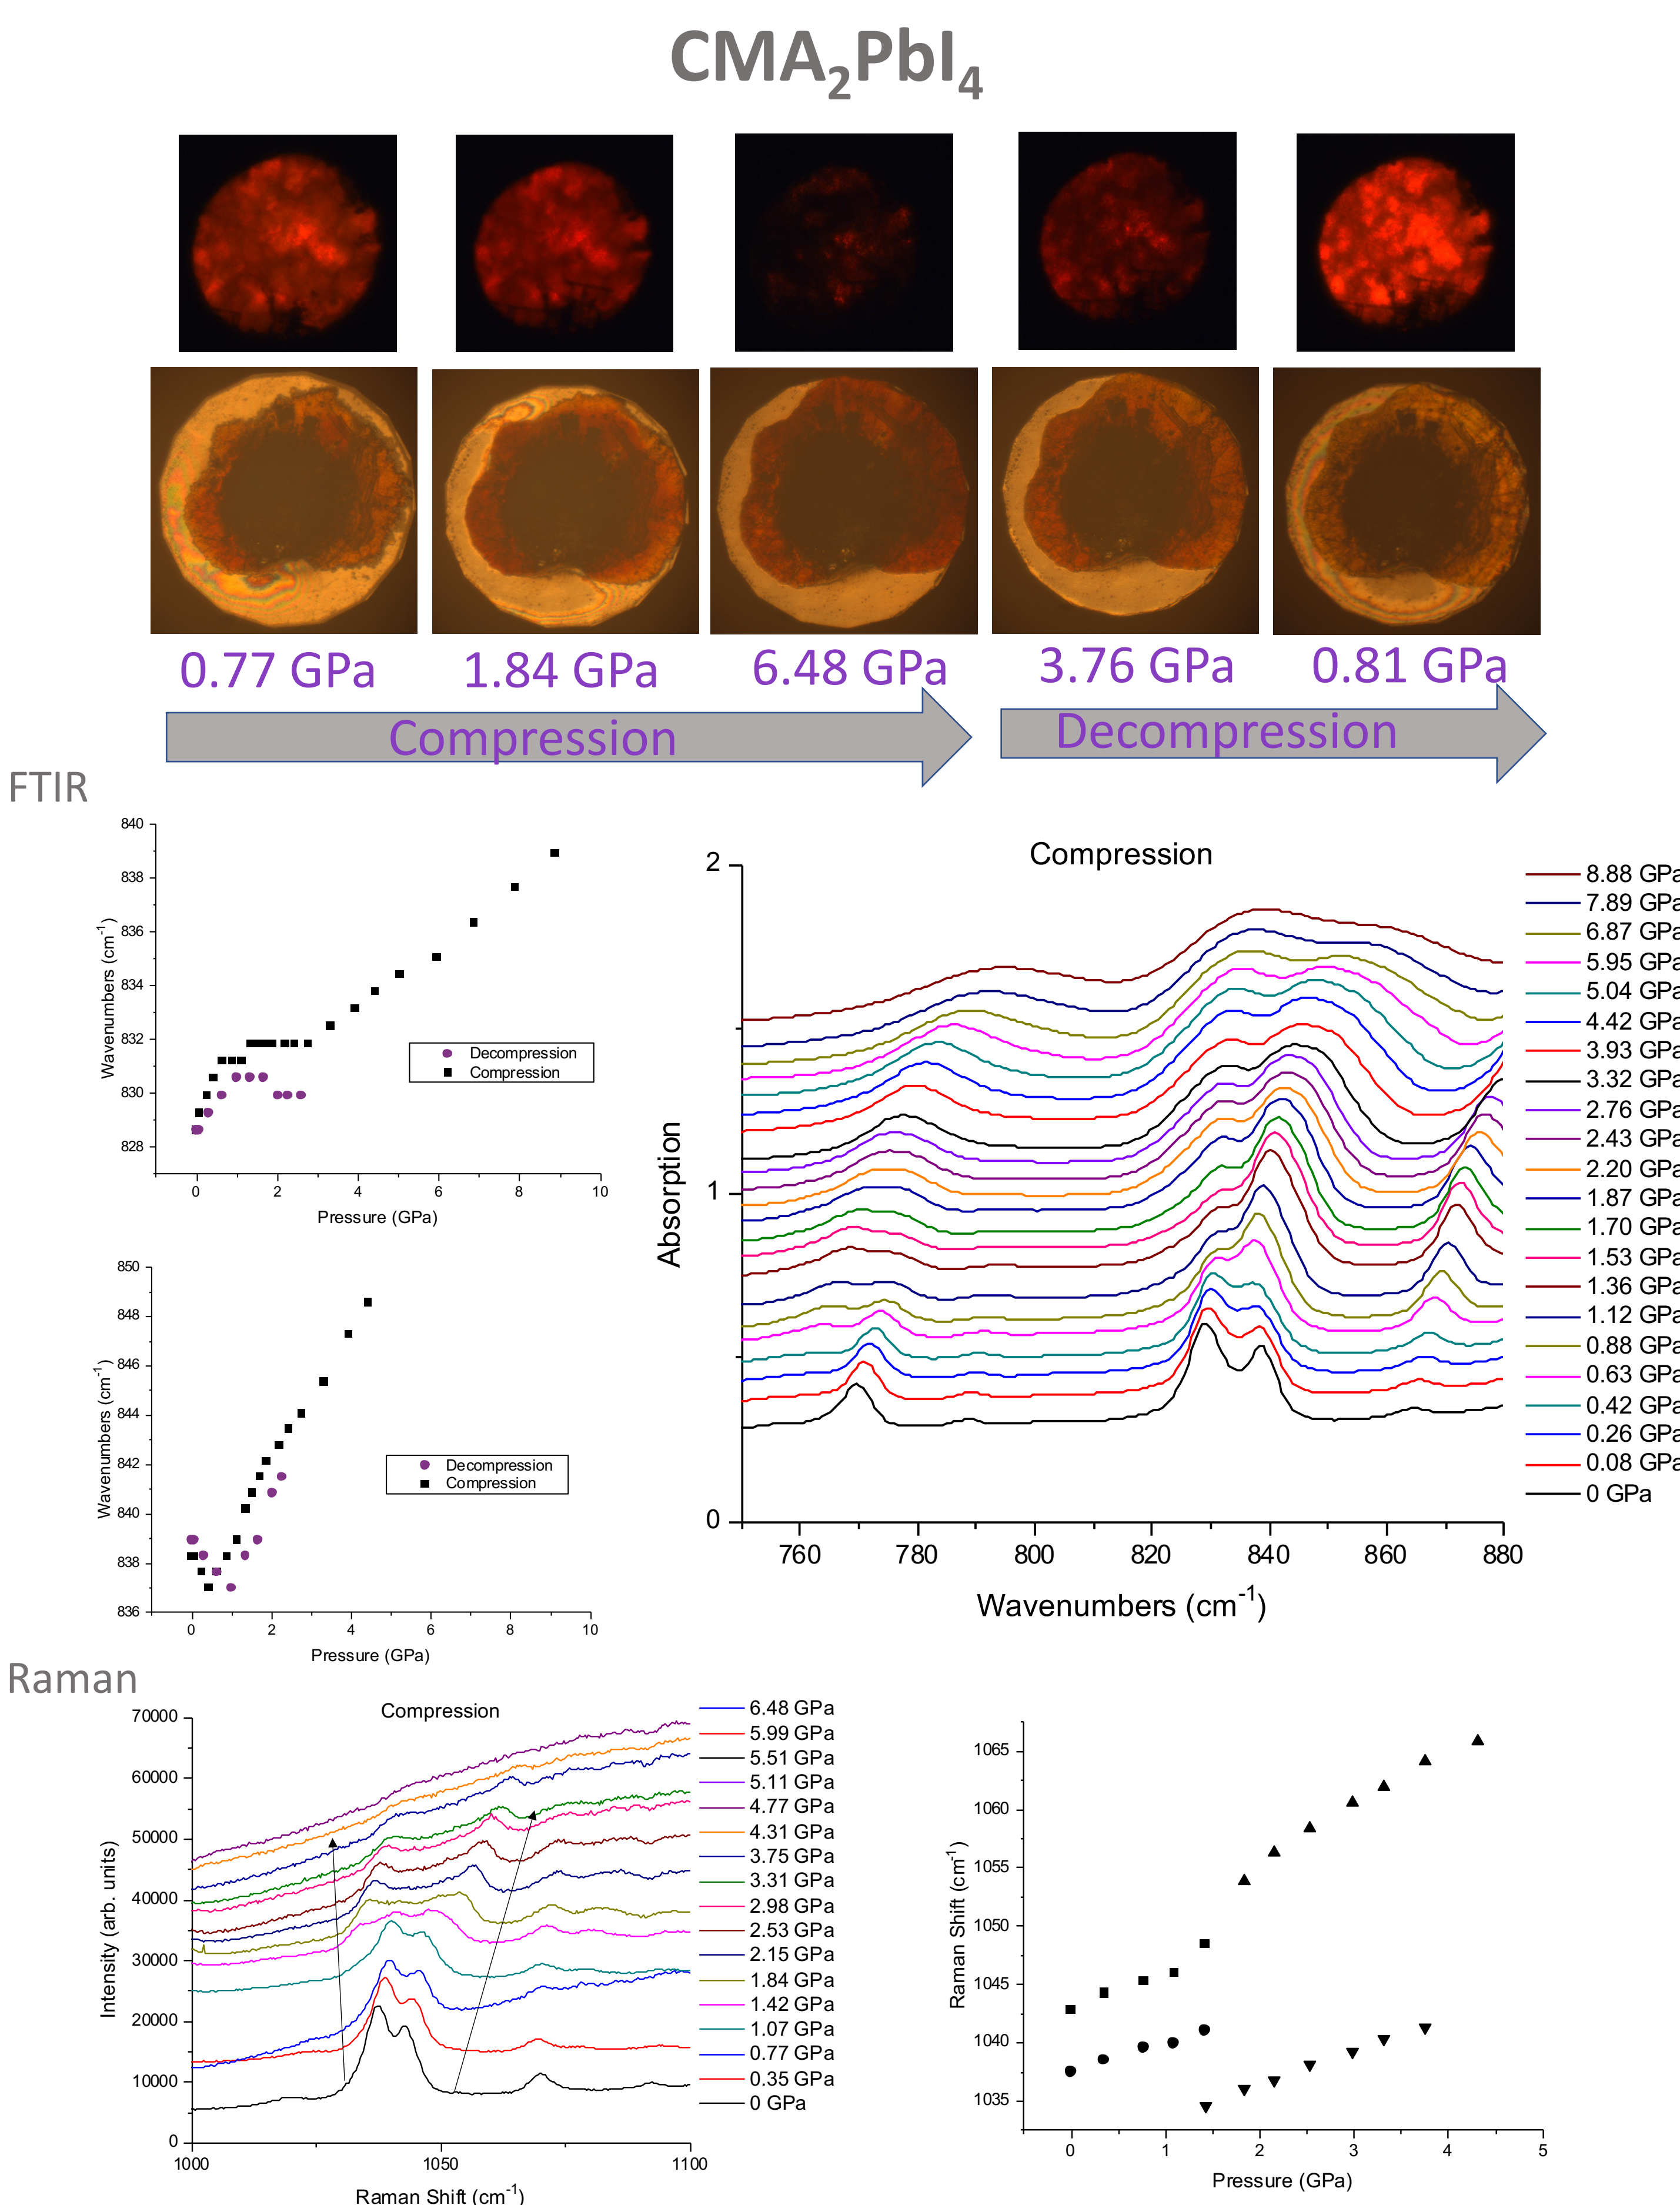 CMA2PbI4
0.77 GPa
1.84 GPa
6.48 GPa
3.76 GPa
0.81 GPa
Compression
Decompression
FTIR
840
838
836
834
832
830
828
Wavenumbers (cm-1)
Decompression
Compression
0 2 4 6 8 10
Pressure (GPa)
850
848
846
844
842
840
838
836
Wavenumbers (cm-1)
Decompression
Compression
0 2 4 6 8 10
Pressure (GPa)
Compression
2
1
0
Absorption
760 780 800 820 840 860 880
Wavenumbers (cm-1)
8.88 GPa
7.89 GPa
6.87 GPa
5.95 GPa
5.04 GPa
4.42 GPa
3.93 GPa
3.32 GPa
2.76 GPa
2.43 GPa
2.20 GPa
1.87 GPa
1.70 GPa
1.53 GPa
1.36 GPa
1.12 GPa
0.88 GPa
0.63 GPa
0.42 GPa
0.26 GPa
0.08 GPa
0 GPa
Raman
Compression
70000
60000
50000
40000
30000
20000
10000
0
Intensity (arb. units)
1000 1050 1100
Raman Shift (cm-1)
6.48 GPa
5.99 GPa
5.51 GPa
5.11 GPa
4.77 GPa
4.31 GPa
3.75 GPa
3.31 GPa
2.98 GPa
2.53 GPa
2.15 GPa
1.84 GPa
1.42 GPa
1.07 GPa
0.77 GPa
0.35 GPa
0 GPa
1065
1060
1055
1050
1045
1040
1035
Raman Shift (cm-1)
0 1 2 3 4 5
Pressure (GPa)